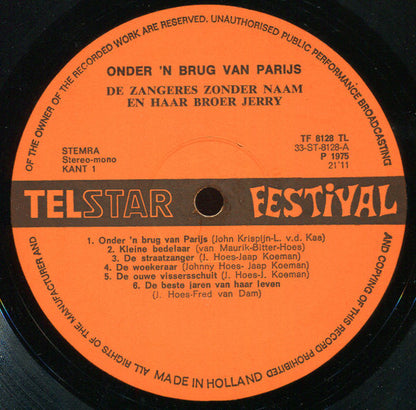 OF THE OWNER OF THE RECORDED WORK ARE RESERVED. UNAUTHORISED PUBLIC PERFORMANCE BROADCASTING
ONDER 'N BRUG VAN PARIJS
DE ZANGERES ZONDER NAAM
EN HAAR BROER JERRY
STEMRA
Stereo-mono
KANT 1
TF 8128 TL
33-ST-8128-A
P 1975
21'11
TELSTAR FESTIVAL
1. Onder 'n brug van Parijs (John Krispijn-L. v.d. Kaa)
2. Kleine bedelaar (van Maurik-Bitter-Hoes)
3. De straatzanger (J. Hoes-Jaap Koeman)
4. De woekeraar (Johnny Hoes- Jaap Koeman)
5. De ouwe vissersschuit (J. Hoes-J. Koeman)
6. De beste jaren van haar leven
(J. Hoes-Fred van Dam)
AND COPYING OF THIS RECORD PROHIBITED
MADE IN HOLLAND
ALL RIGHTS OF THE MANUFACTURER AND